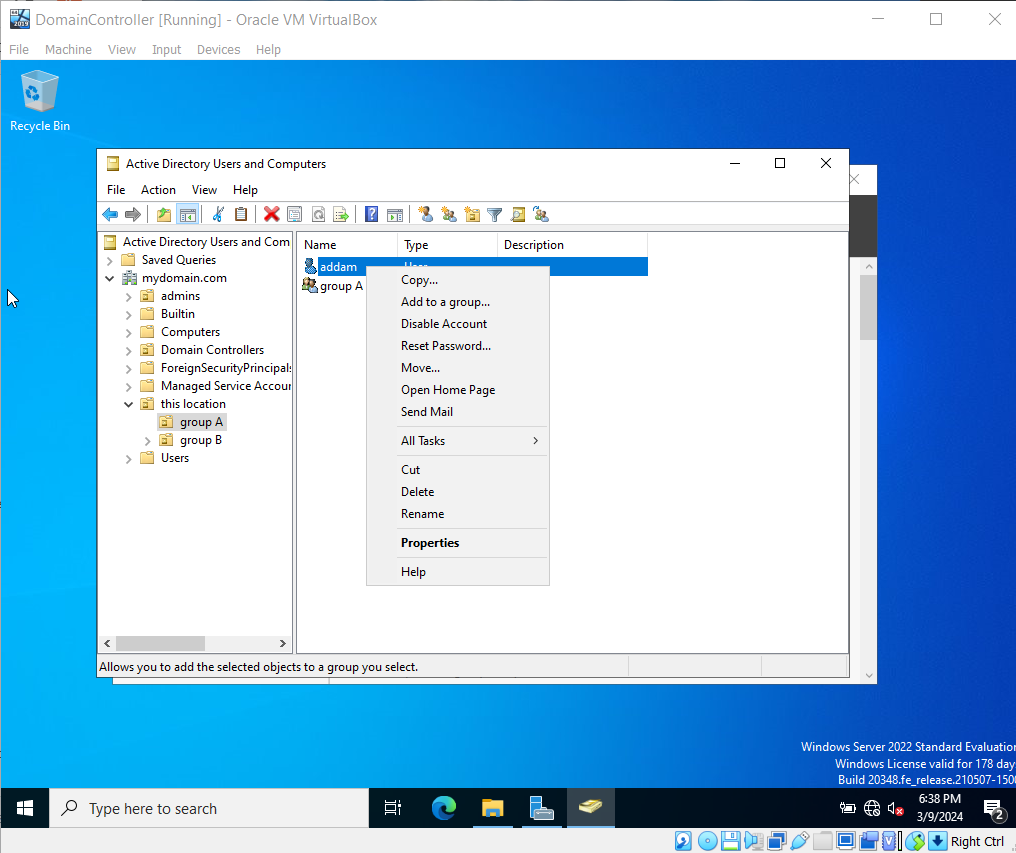 DomainController [Running] - Oracle VM VirtualBox
File Machine View Input Devices Help
Recycle Bin
Active Directory Users and Computers
File Action View Help
Active Directory Users and Com
Saved Queries
mydomain.com
admins
Builtin
Computers
Domain Controllers
ForeignSecurityPrincipals
Managed Service Accour
this location
group A
group B
Users
Name Type Description
addam
group A
Copy...
Add to a group...
Disable Account
Reset Password...
Move...
Open Home Page
Send Mail
All Tasks
Cut
Delete
Rename
Properties
Help
Allows you to add the selected objects to a group you select.
Windows Server 2022 Standard Evaluation
Windows License valid for 178 day
Build 20348.fe_release.210507-1500
Type here to search
6:38 PM
3/9/2024
2
Right Ctrl